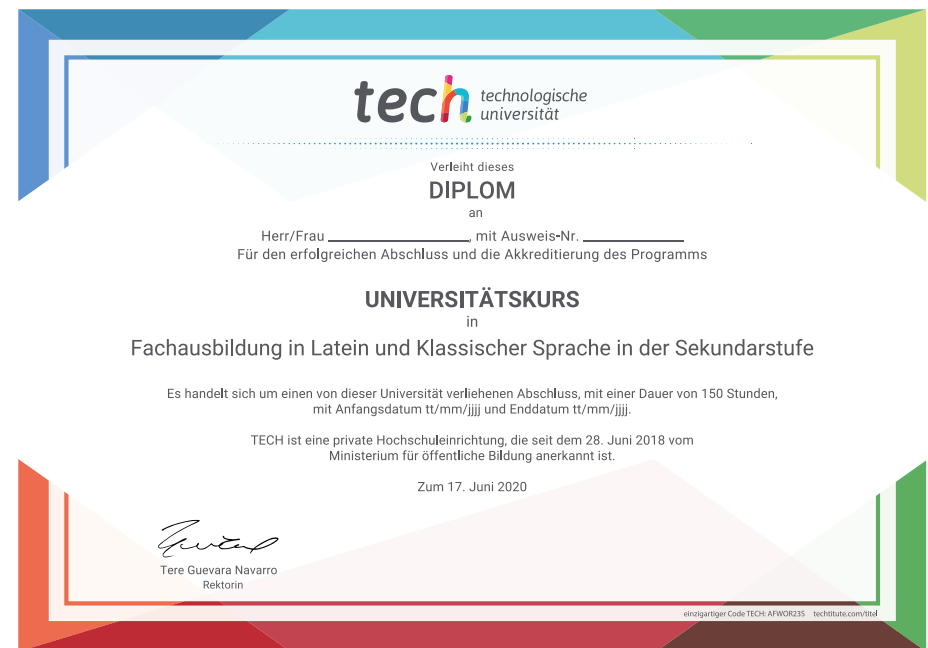 tech technologische
universität
Verleiht dieses
DIPLOM
an
Herr/Frau __________________, mit Ausweis-Nr. _____________
Für den erfolgreichen Abschluss und die Akkreditierung des Programms
UNIVERSITÄTSKURS
in
Fachausbildung in Latein und Klassischer Sprache in der Sekundarstufe
Es handelt sich um einen von dieser Universität verliehenen Abschluss, mit einer Dauer von 150 Stunden,
mit Anfangsdatum tt/mm/jjjj und Enddatum tt/mm/jjjj.
TECH ist eine private Hochschuleinrichtung, die seit dem 28. Juni 2018 vom
Ministerium für öffentliche Bildung anerkannt ist.
Zum 17. Juni 2020
Tere Guevara Navarro
Rektorin
einzigartiger Code TECH: AFWOR23S techtitute.com/titel